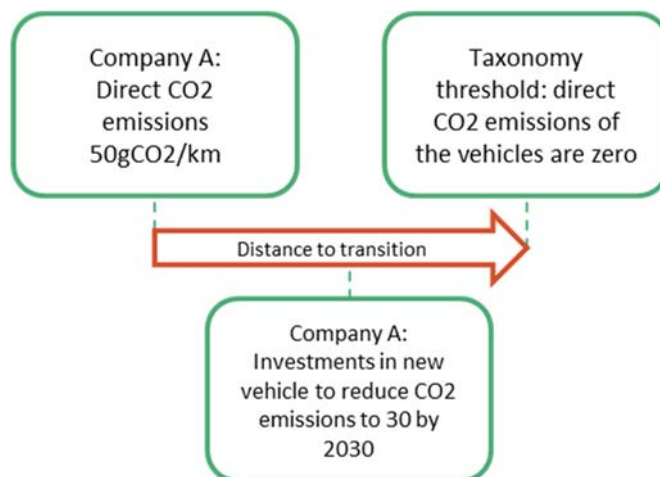 Company A:
Direct CO2
emissions
50gCO2/km
Taxonomy
threshold: direct
CO2 emissions of
the vehicles are zero
Distance to transition
Company A:
Investments in new
vehicle to reduce CO2
emissions to 30 by
2030